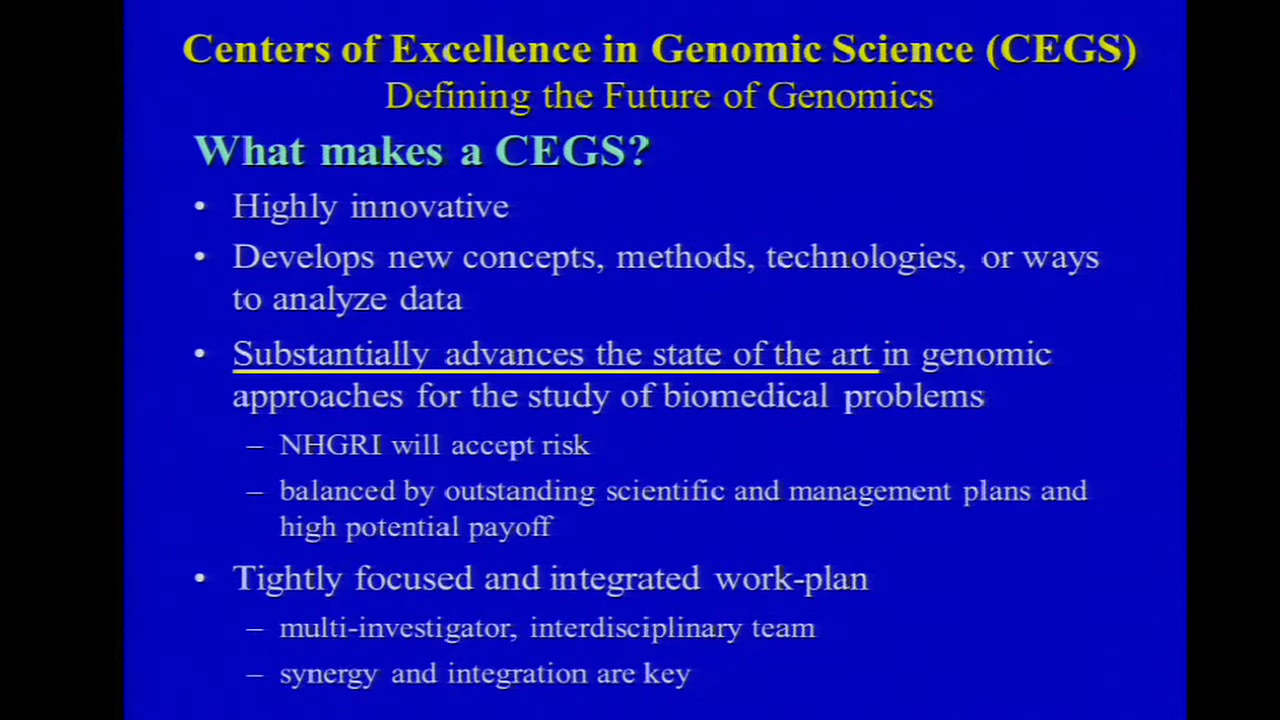 Centers of Excellence in Genomic Science (CEGS)
Defining the Future of Genomics
What makes a CEGS?
• Highly innovative
• Develops new concepts, methods, technologies, or ways
to analyze data
• Substantially advances the state of the art in genomic
approaches for the study of biomedical problems
– NHGRI will accept risk
– balanced by outstanding scientific and management plans and
high potential payoff
• Tightly focused and integrated work-plan
– multi-investigator, interdisciplinary team
– synergy and integration are key